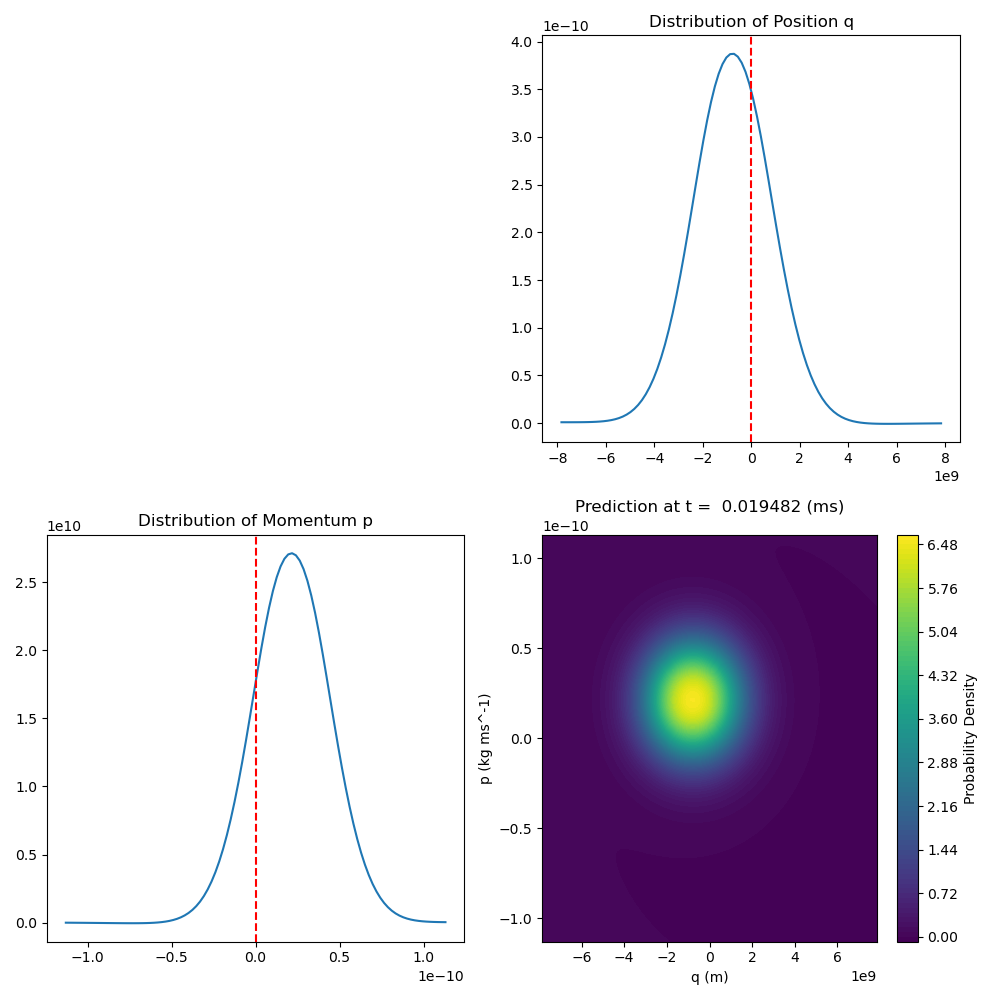 Distribution of Position q
1e−10
4.0
3.5
3.0
2.5
2.0
1.5
1.0
0.5
0.0
−8 −6 −4 −2 0 2 4 6 8
1e9
Distribution of Momentum p
1e10
2.5
2.0
1.5
1.0
0.5
0.0
−1.0 −0.5 0.0 0.5 1.0
1e−10
Prediction at t =  0.019482 (ms)
1e−10
p (kg ms^-1)
1.0
0.5
0.0
−0.5
−1.0
−6 −4 −2 0 2 4 6
q (m)
1e9
6.48
5.76
5.04
4.32
3.60
2.88
2.16
1.44
0.72
0.00
Probability Density